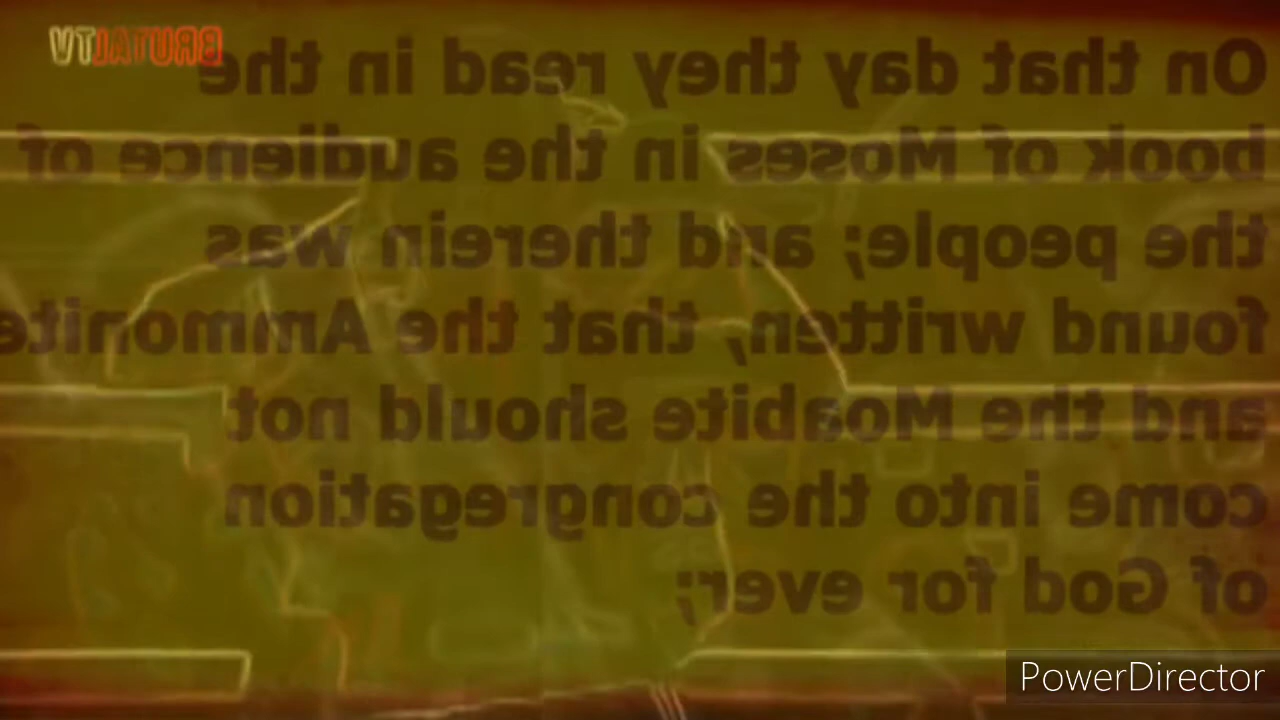 BRUTALTV
On that day they read in the
book of Moses in the audience of
the people; and therein was
found written, that the Ammonite
and the Moabite should not
come into the congregation
of God for ever;
PowerDirector